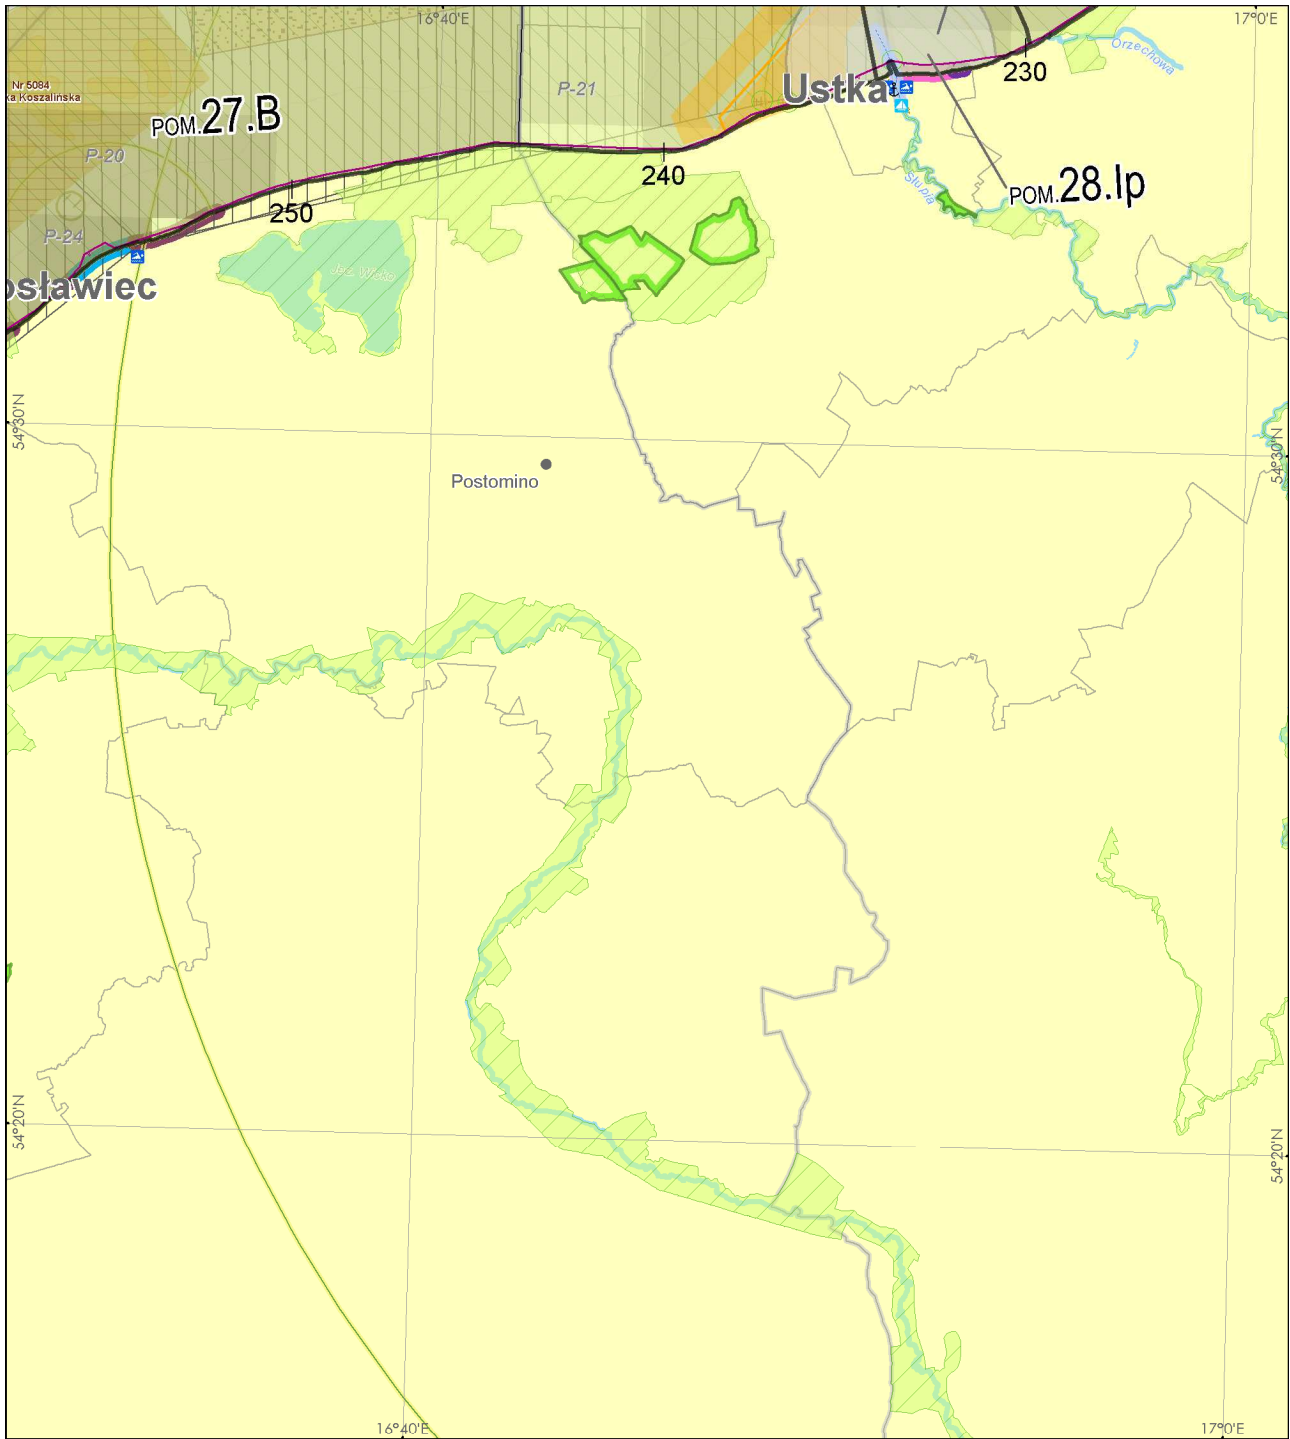 16°40'E
17°0'E
Orzechowa
230
Nr 5084
ka Koszalińska
P-21
Ustka
POM.27.B
P-20
240
Słupia
POM.28.Ip
250
P-24
Jez. Wicko
osławiec
54°30'N
54°30'N
Postomino
54°20'N
54°20'N
16°40'E
17°0'E